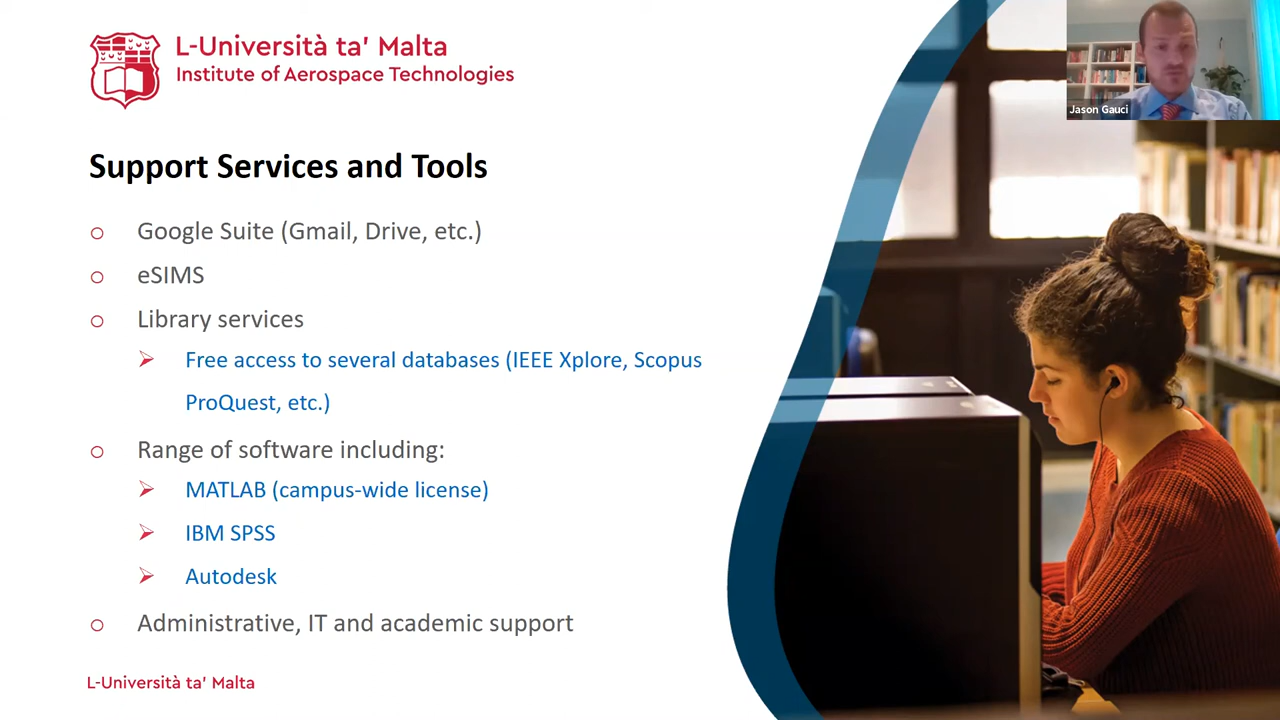 L-Università ta' Malta
Institute of Aerospace Technologies
Jason Gauci
Support Services and Tools
Google Suite (Gmail, Drive, etc.)
eSIMS
Library services
Free access to several databases (IEEE Xplore, Scopus
ProQuest, etc.)
Range of software including:
MATLAB (campus-wide license)
IBM SPSS
Autodesk
Administrative, IT and academic support
L-Università ta' Malta